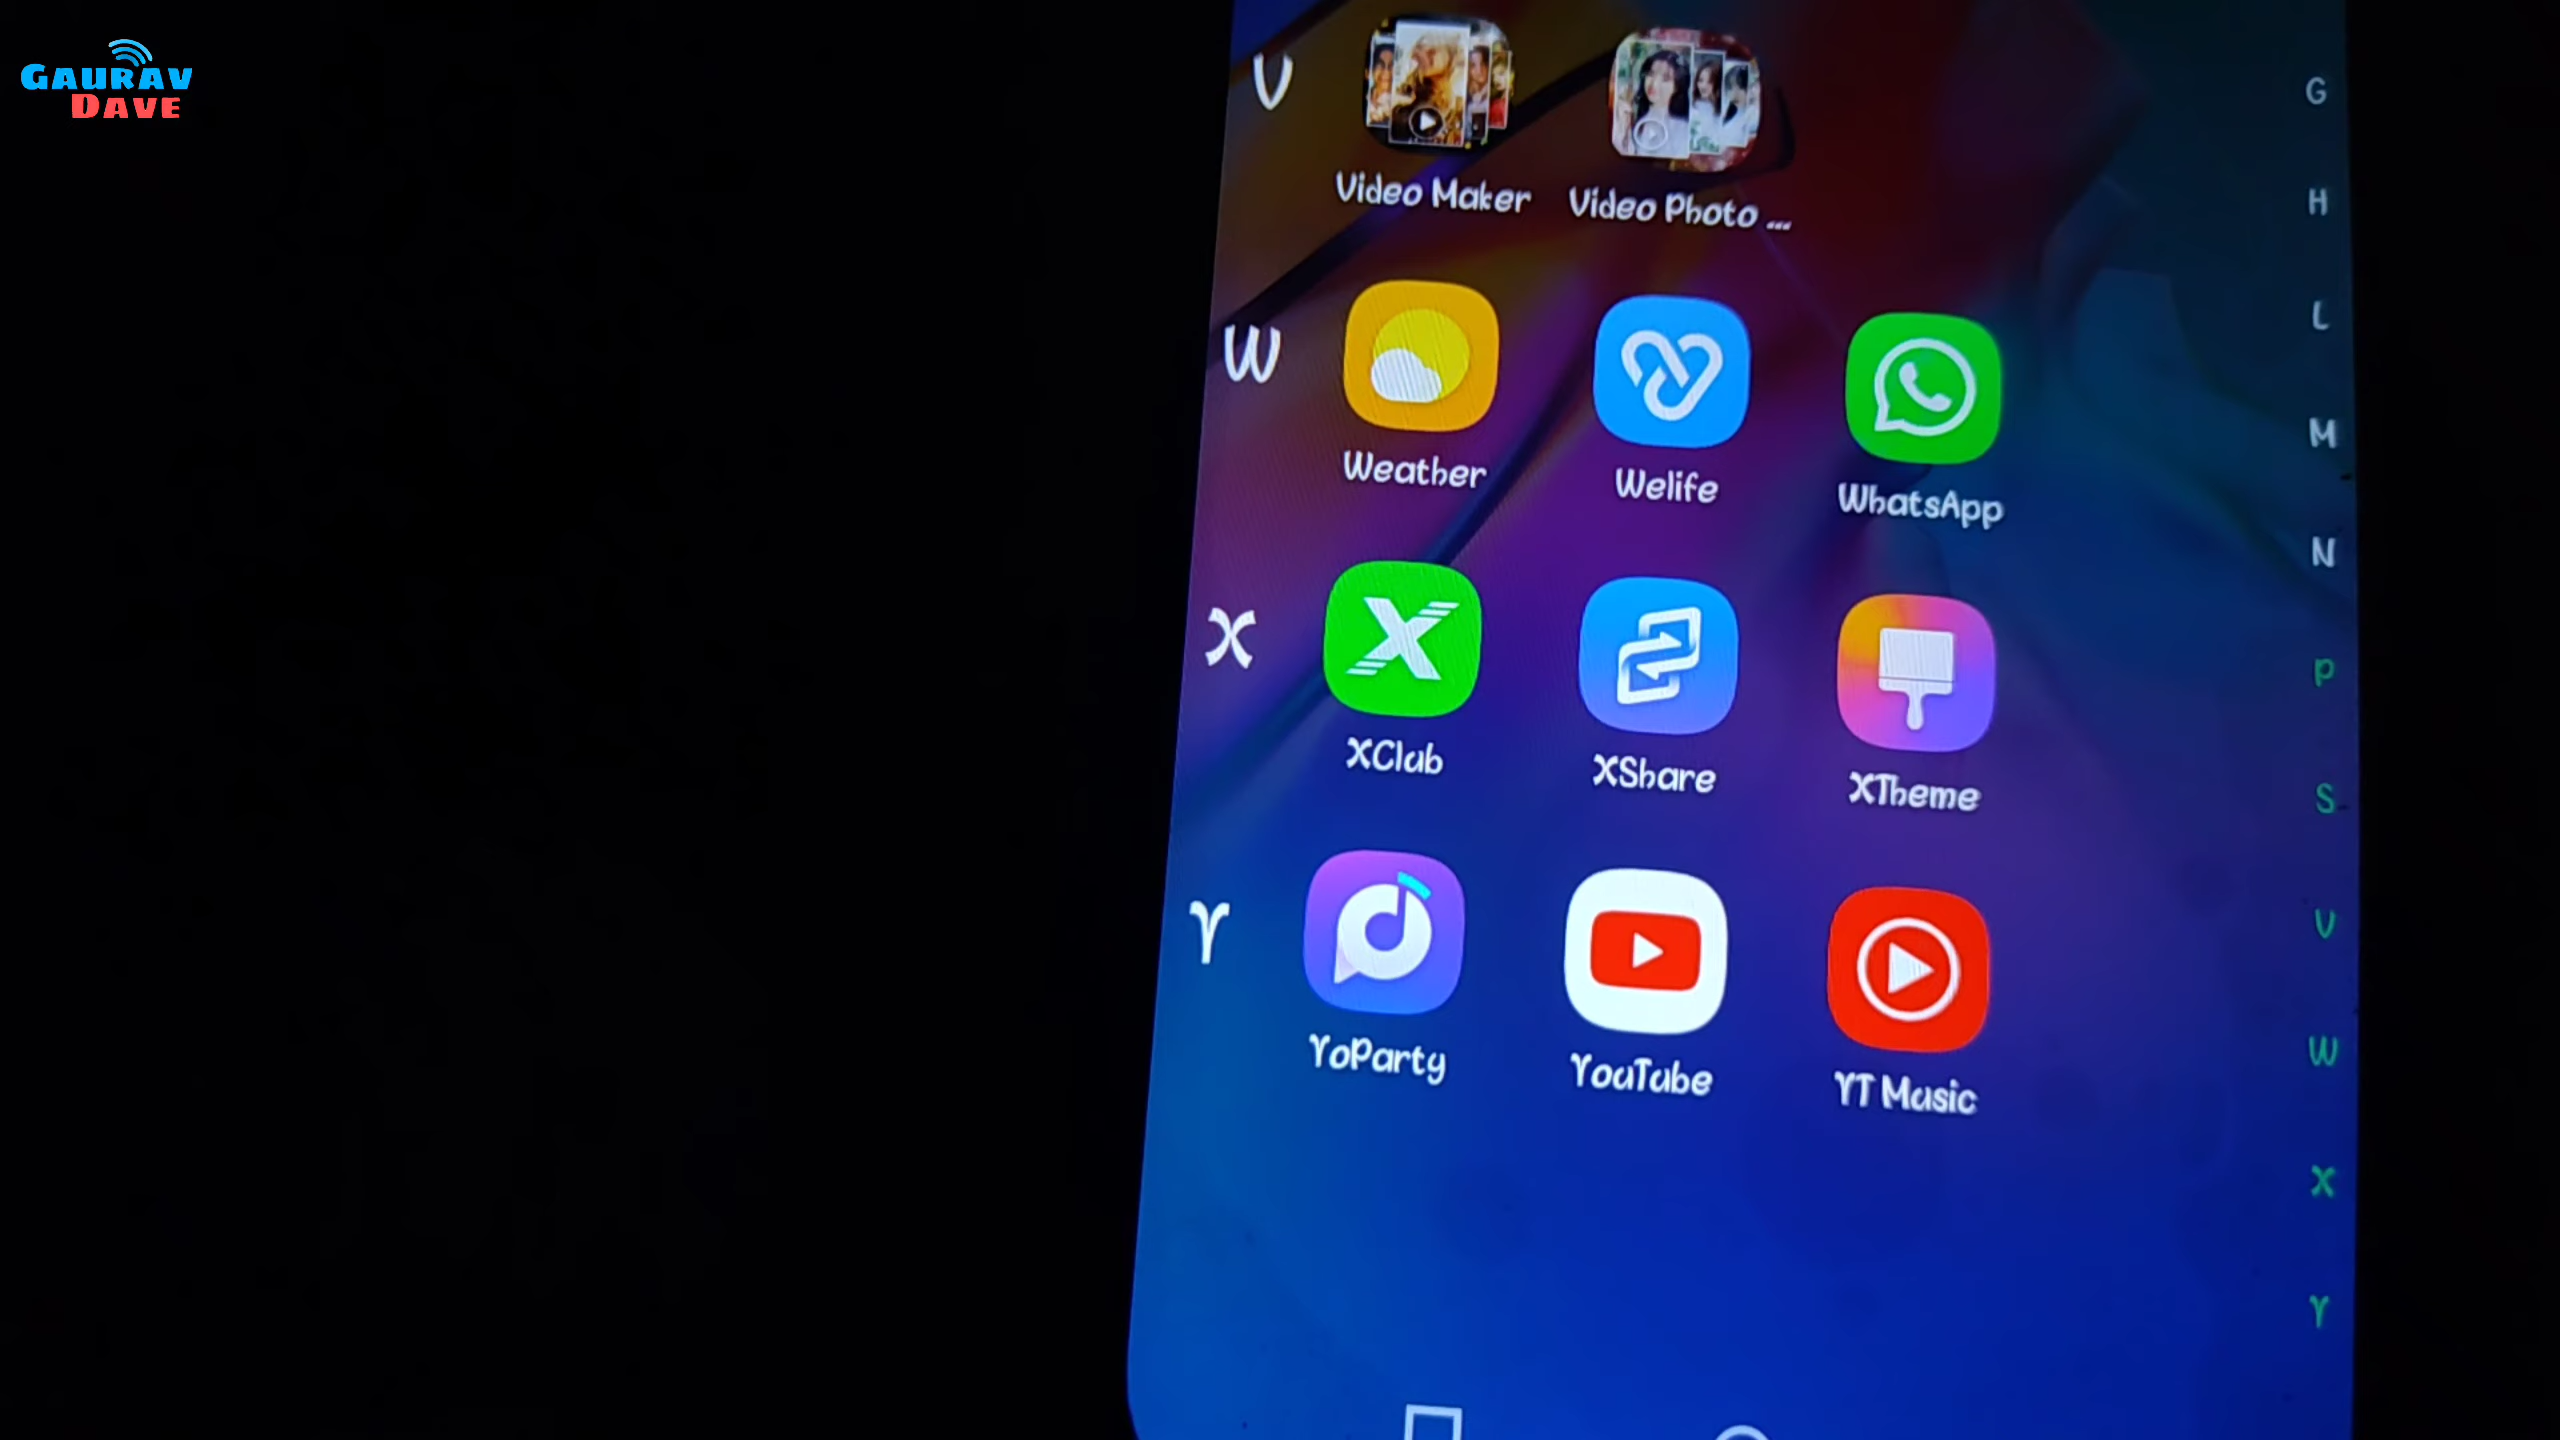 GAURAV
DAVE
V
Video Maker
Video Photo ...
W
Weather
Welife
WhatsApp
X
XClub
XShare
XTheme
Y
YoParty
YouTube
YT Music
G
H
L
M
N
P
S
V
W
X
Y